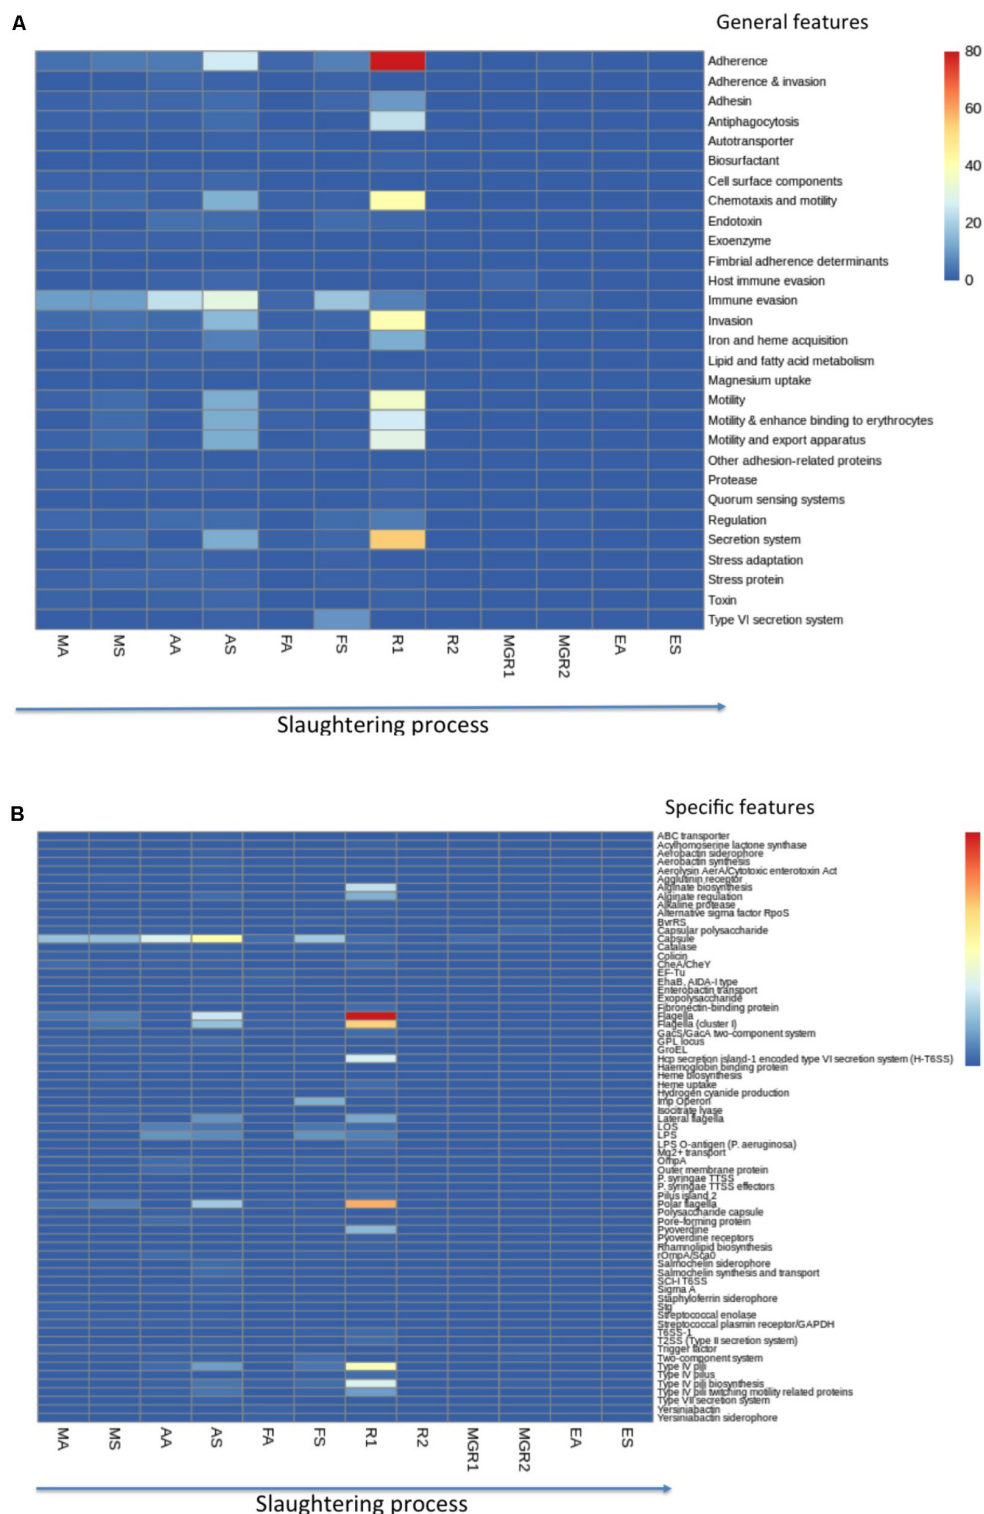 A
General features
80
60
40
20
0
Adherence
Adherence & invasion
Adhesin
Antiphagocytosis
Autotransporter
Biosurfactant
Cell surface components
Chemotaxis and motility
Endotoxin
Exoenzyme
Fimbrial adherence determinants
Host immune evasion
Immune evasion
Invasion
Iron and heme acquisition
Lipid and fatty acid metabolism
Magnesium uptake
Motility
Motility & enhance binding to erythrocytes
Motility and export apparatus
Other adhesion-related proteins
Protease
Quorum sensing systems
Regulation
Secretion system
Stress adaptation
Stress protein
Toxin
Type VI secretion system
MA MS AA AS FA FS R1 R2 MGR1 MGR2 EA ES
Slaughtering process
B
Specific features
ABC transporter
Acylhomoserine lactone synthase
Aerobactin siderophore
Aerobactin synthesis
Aerolysin AerA/Cytotoxic enterotoxin Act
Agglutinin receptor
Alginate biosynthesis
Alginate regulation
Alkaline protease
Alternative sigma factor RpoS
BvrRS
Capsular polysaccharide
Capsule
Catalase
Colicin
CheA/CheY
EF-Tu
EhaB, AIDA-I type
Enterobactin transport
Exopolysaccharide
Fibronectin-binding protein
Flagella
Flagella (cluster I)
GacS/GacA two-component system
GPL locus
GroEL
Hcp secretion island-1 encoded type VI secretion system (H-T6SS)
Haemoglobin binding protein
Heme biosynthesis
Heme uptake
Hydrogen cyanide production
Imp Operon
Isocitrate lyase
Lateral flagella
LOS
LPS
LPS O-antigen (P. aeruginosa)
Mg2+ transport
OmpA
Outer membrane protein
P. syringae TTSS
P. syringae TTSS effectors
Pilus island 2
Polar flagella
Polysaccharide capsule
Pore-forming protein
Pyoverdine
Pyoverdine receptors
Rhamnolipid biosynthesis
rOmpA/Sca0
Salmochelin siderophore
Salmochelin synthesis and transport
SCI-I T6SS
Sigma A
Staphyloferrin siderophore
Stg
Streptococcal enolase
Streptococcal plasmin receptor/GAPDH
T6SS-1
T2SS (Type II secretion system)
Trigger factor
Two-component system
Type IV pili
Type IV pilus
Type IV pili biosynthesis
Type IV pili twitching motility related proteins
Type VII secretion system
Yersiniabactin
Yersiniabactin siderophore
MA MS AA AS FA FS R1 R2 MGR1 MGR2 EA ES
Slaughtering process